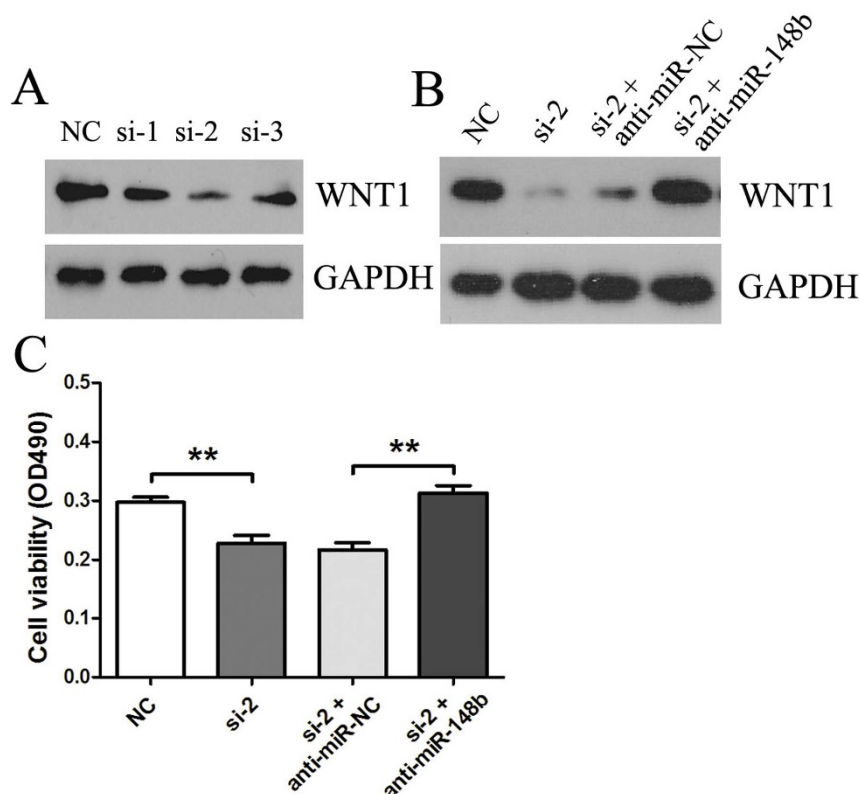 A
NC si-1 si-2 si-3
WNT1
GAPDH
B
NC
si-2
si-2 +
anti-miR-NC
si-2 +
anti-miR-148b
WNT1
GAPDH
C
Cell viability (OD490)
0.5
0.4
0.3
0.2
0.1
0.0
**
**
NC
si-2
si-2 +
anti-miR-NC
si-2 +
anti-miR-148b